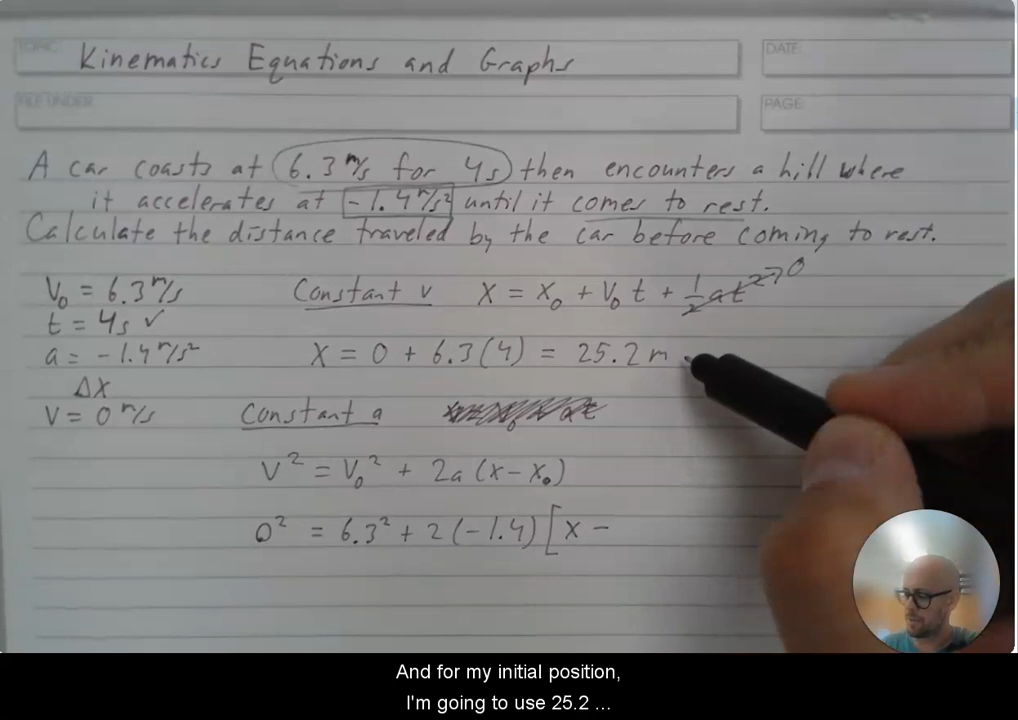 TOPIC: Kinematics Equations and Graphs
DATE:
FILE UNDER:
PAGE:
A car coasts at 6.3 m/s for 4s then encounters a hill where
it accelerates at -1.4 m/s² until it comes to rest.
Calculate the distance traveled by the car before coming to rest.
V₀ = 6.3 m/s
t = 4s ✓
a = -1.4 m/s²
ΔX
V = 0 m/s
Constant v X = X₀ + V₀ t + ½at² → 0
X = 0 + 6.3(4) = 25.2 m
Constant a
V² = V₀² + 2a (x - x₀)
0² = 6.3² + 2 (-1.4) [x -
And for my initial position,
I'm going to use 25.2 ...